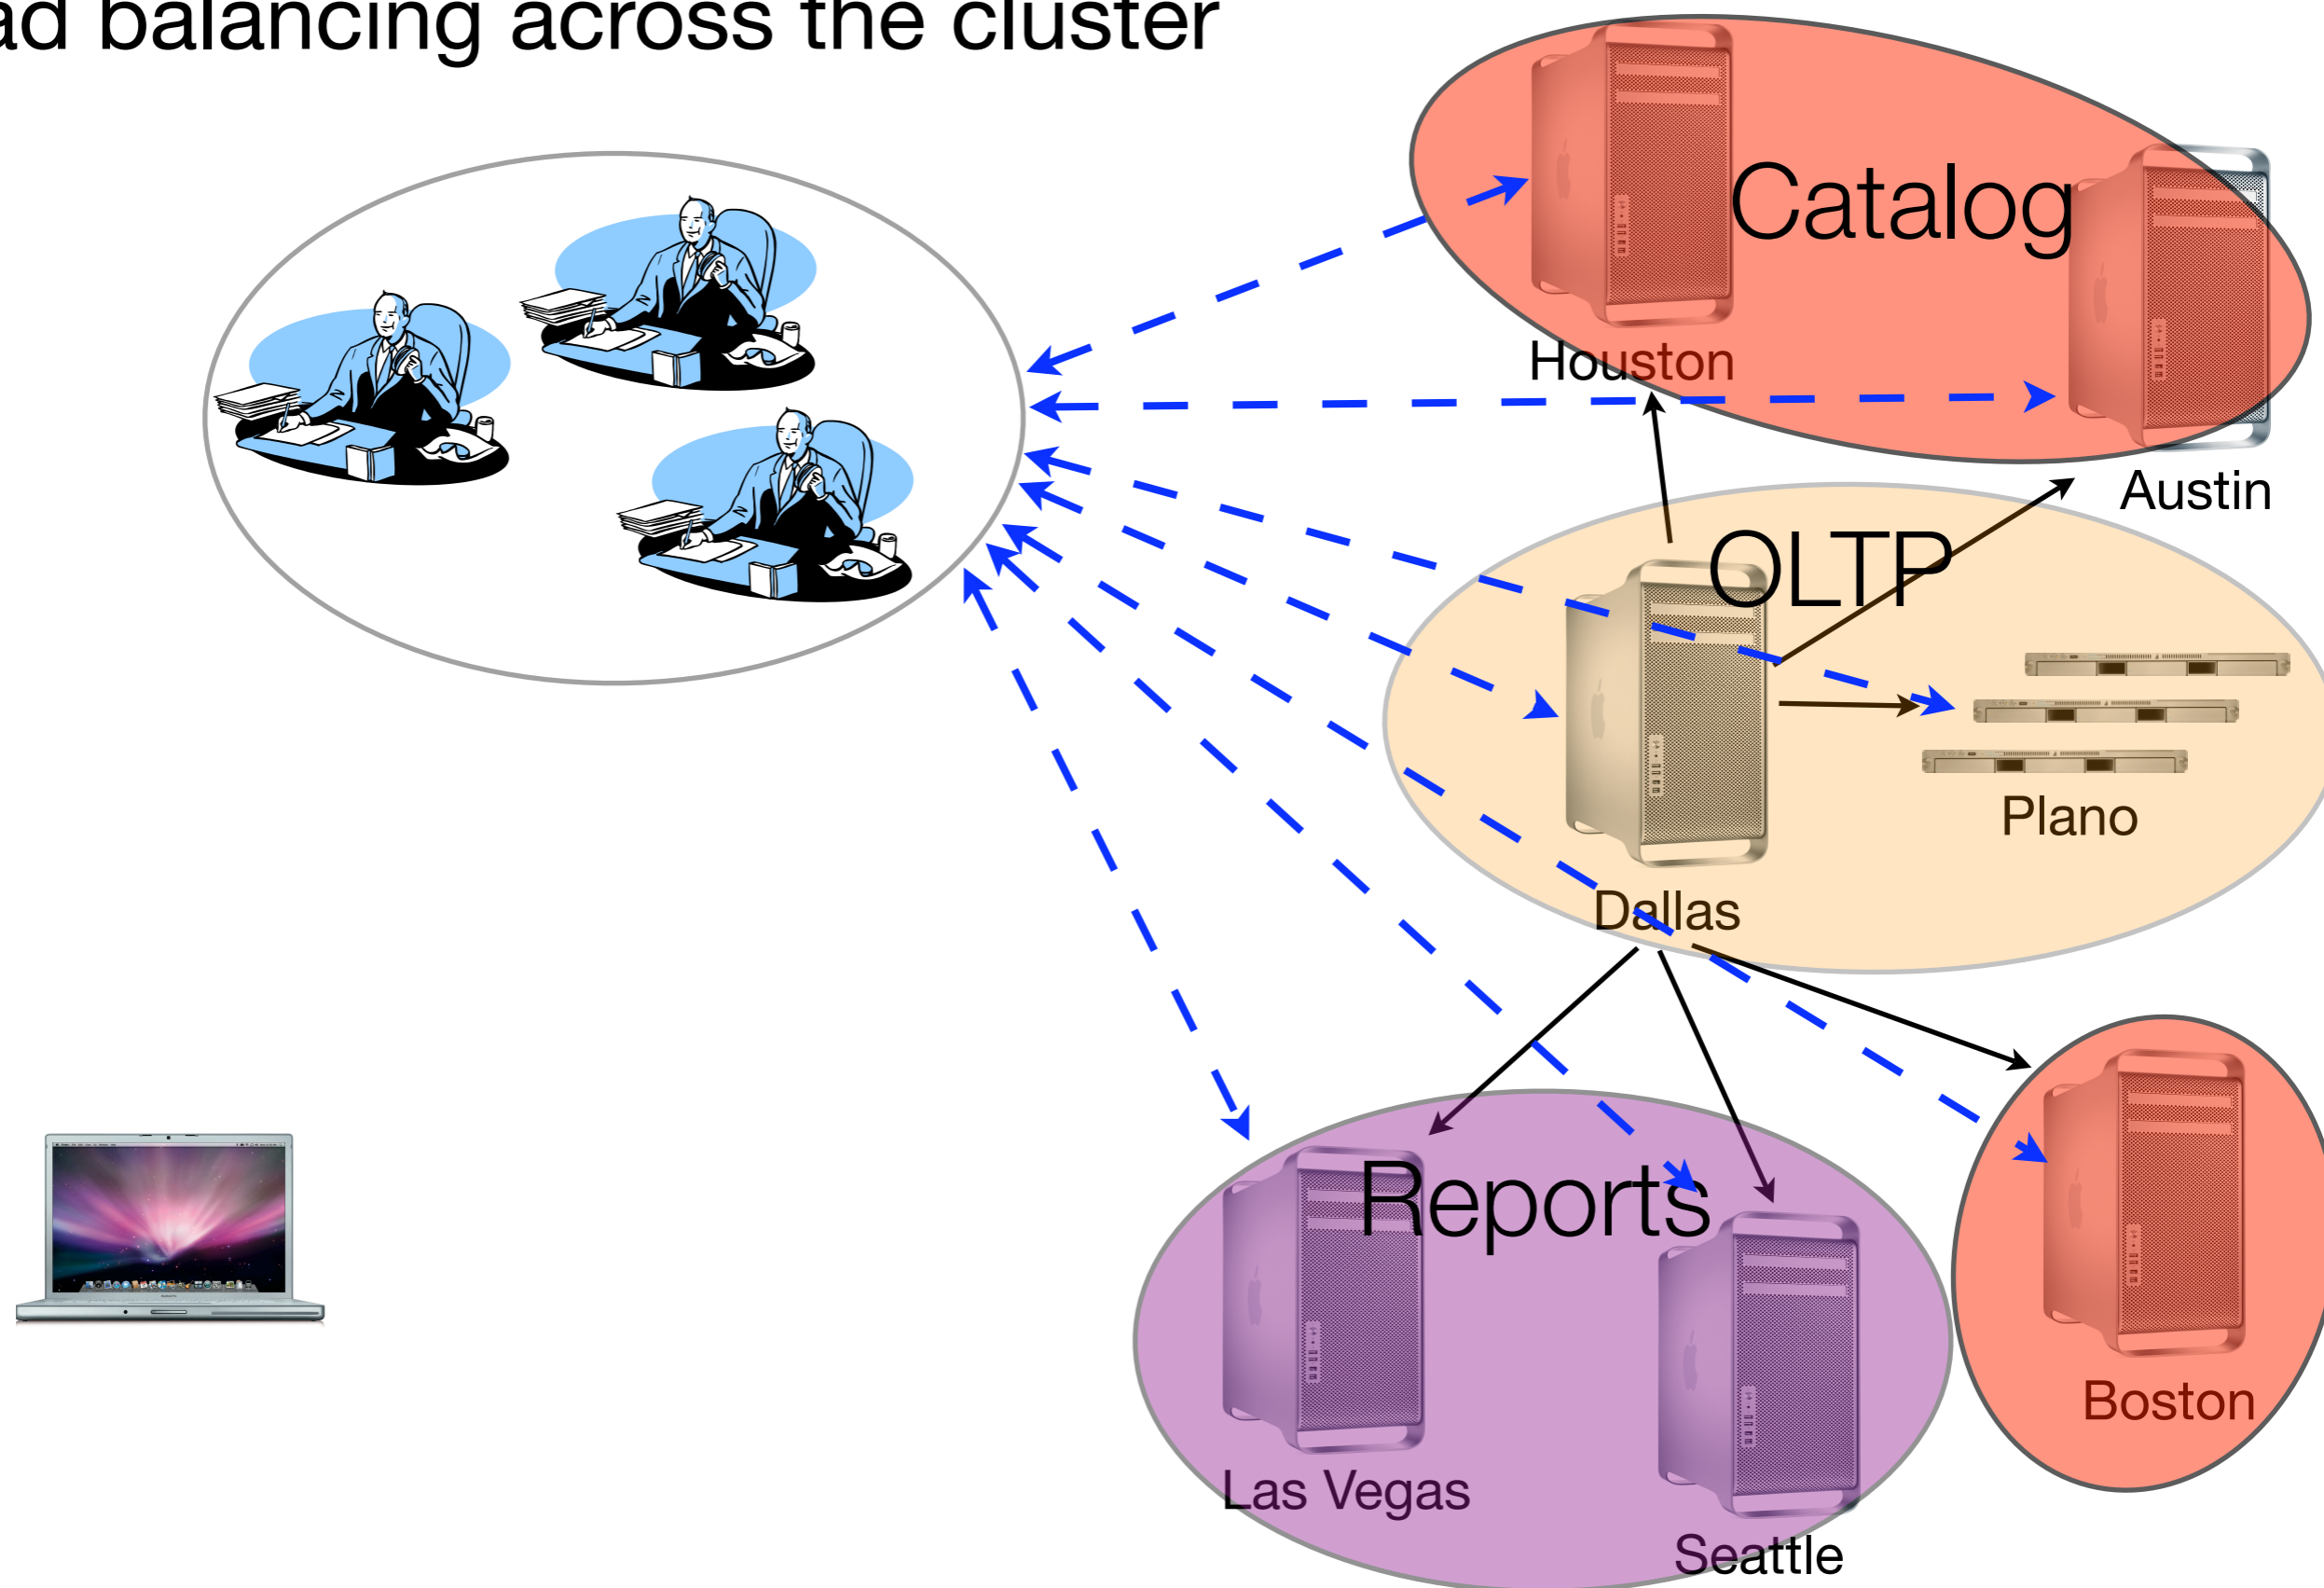 ad balancing across the cluster
Catalog
Houston
Austin
OLTP
Plano
Dallas
Reports
Boston
Las Vegas
Seattle